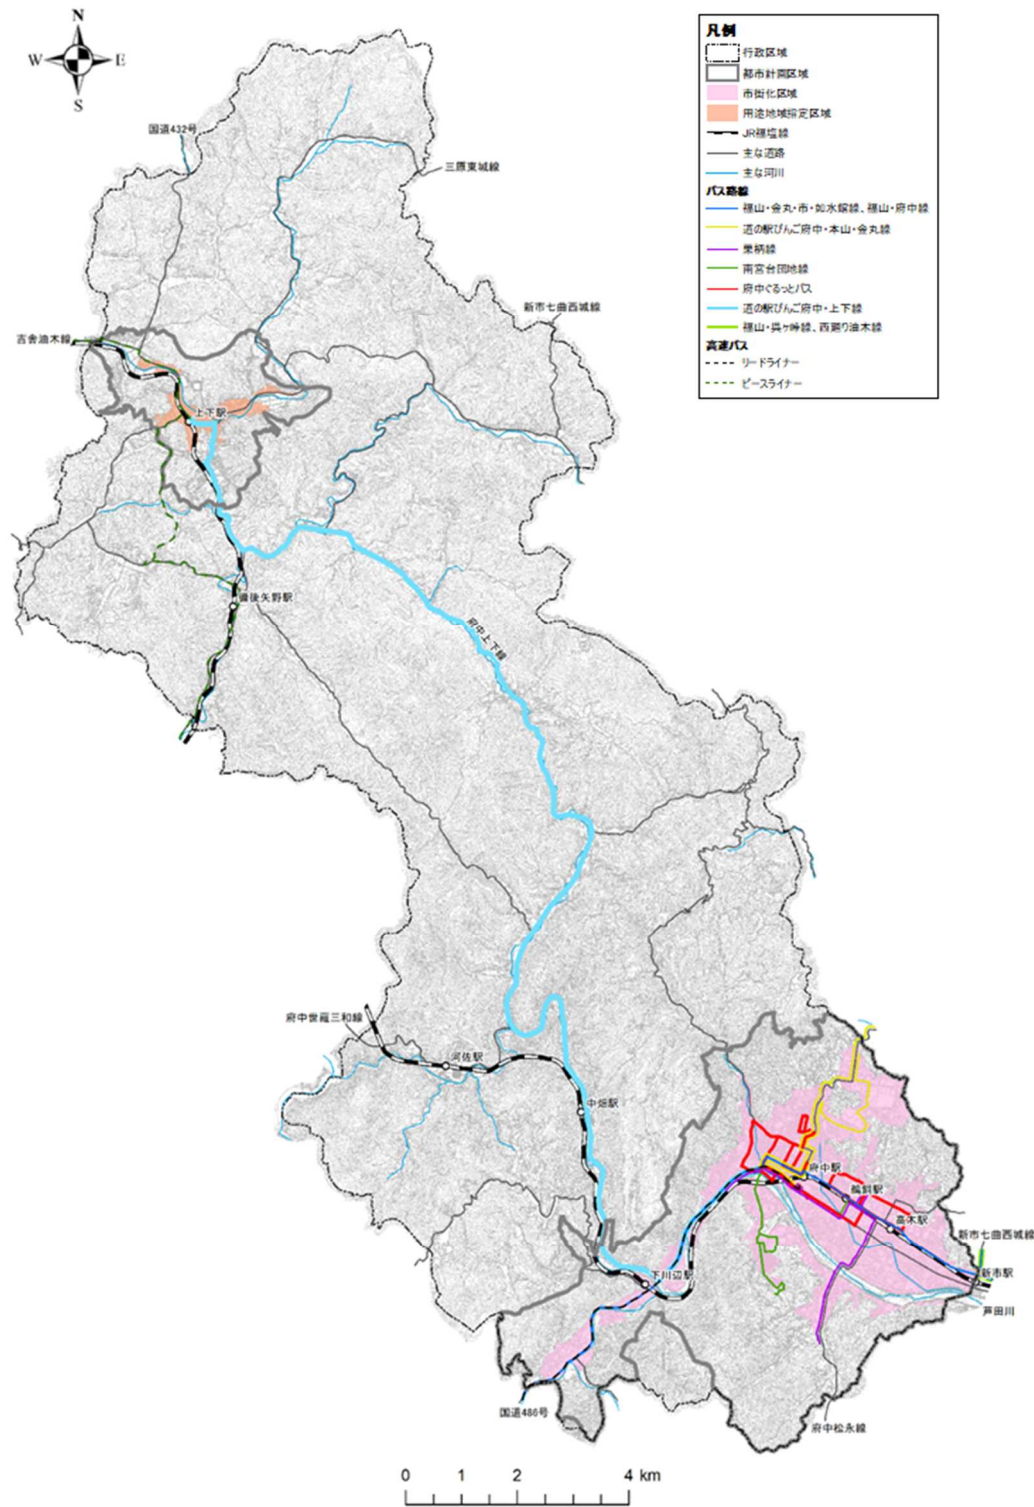 N
W
E
S
凡例
行政区域
都市計画区域
市街化区域
用途地域指定区域
JR福塩線
主な道路
主な河川
バス路線
福山・金丸・市・如水館線、福山・府中線
道の駅びんご府中・本山・金丸線
栗柄線
南宮台団地線
府中ぐるっとバス
道の駅びんご府中・上下線
福山・呉ヶ峠線、西廻り油木線
高速バス
リードライナー
ピースライナー
国道432号
三原東城線
新市七曲西城線
吉舎油木線
上下駅
備後矢野駅
府中上下線
府中世羅三和線
河佐駅
中畑駅
府中駅
鵜飼駅
高木駅
新市七曲西城線
新市駅
下川辺駅
芦田川
国道486号
府中松永線
0 1 2 4 km